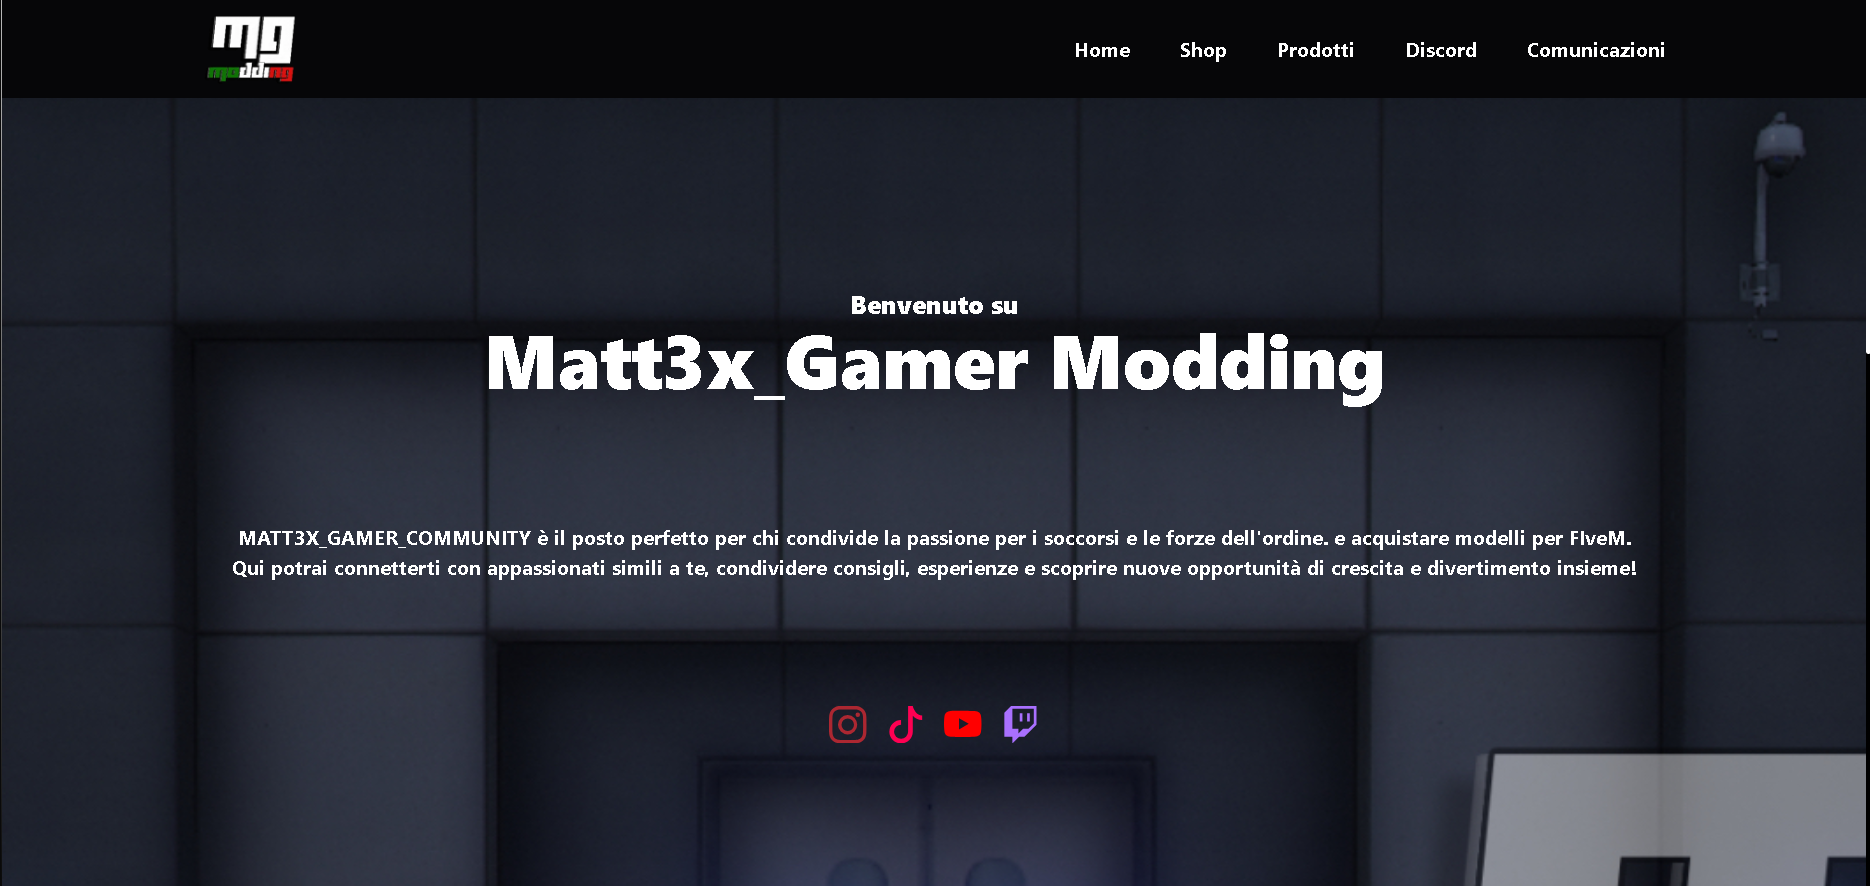 mg
modding
Home Shop Prodotti Discord Comunicazioni
Benvenuto su
Matt3x_Gamer Modding
MATT3X_GAMER_COMMUNITY è il posto perfetto per chi condivide la passione per i soccorsi e le forze dell'ordine. e acquistare modelli per FIveM.
Qui potrai connetterti con appassionati simili a te, condividere consigli, esperienze e scoprire nuove opportunità di crescita e divertimento insieme!